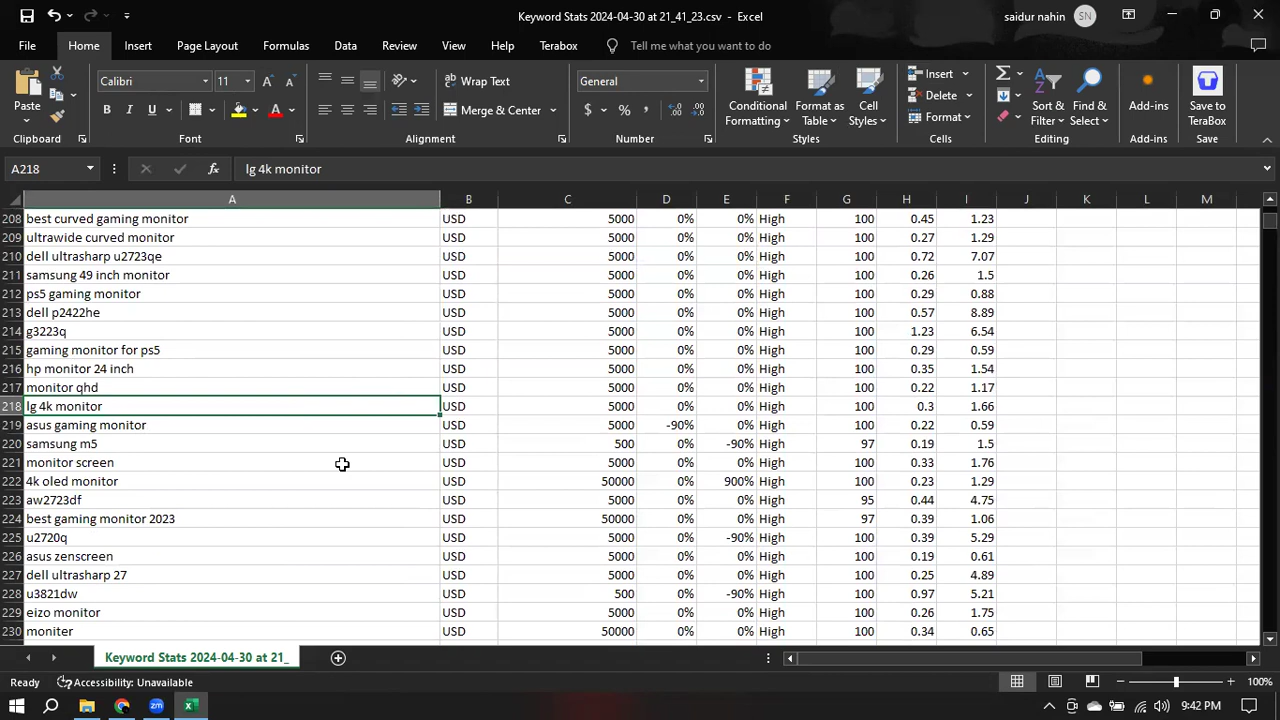 Keyword Stats 2024-04-30 at 21_41_23.csv - Excel
saidur nahin SN
File Home Insert Page Layout Formulas Data Review View Help Terabox Tell me what you want to do
Paste
Clipboard
Calibri 11 A A
B I U A
Font
Wrap Text
Merge & Center
Alignment
General
$ % ,
Number
Conditional Formatting
Format as Table
Cell Styles
Styles
Insert
Delete
Format
Cells
Sort & Filter
Find & Select
Editing
Add-ins
Add-ins
Save to TeraBox
Save
A218 fx lg 4k monitor
A B C D E F G H I J K L M
208 best curved gaming monitor USD 5000 0% 0% High 100 0.45 1.23
209 ultrawide curved monitor USD 5000 0% 0% High 100 0.27 1.29
210 dell ultrasharp u2723qe USD 5000 0% 0% High 100 0.72 7.07
211 samsung 49 inch monitor USD 5000 0% 0% High 100 0.26 1.5
212 ps5 gaming monitor USD 5000 0% 0% High 100 0.29 0.88
213 dell p2422he USD 5000 0% 0% High 100 0.57 8.89
214 g3223q USD 5000 0% 0% High 100 1.23 6.54
215 gaming monitor for ps5 USD 5000 0% 0% High 100 0.29 0.59
216 hp monitor 24 inch USD 5000 0% 0% High 100 0.35 1.54
217 monitor qhd USD 5000 0% 0% High 100 0.22 1.17
218 lg 4k monitor USD 5000 0% 0% High 100 0.3 1.66
219 asus gaming monitor USD 5000 -90% 0% High 100 0.22 0.59
220 samsung m5 USD 500 0% -90% High 97 0.19 1.5
221 monitor screen USD 5000 0% 0% High 100 0.33 1.76
222 4k oled monitor USD 50000 0% 900% High 100 0.23 1.29
223 aw2723df USD 5000 0% 0% High 95 0.44 4.75
224 best gaming monitor 2023 USD 50000 0% 0% High 97 0.39 1.06
225 u2720q USD 5000 0% -90% High 100 0.39 5.29
226 asus zenscreen USD 5000 0% 0% High 100 0.19 0.61
227 dell ultrasharp 27 USD 5000 0% 0% High 100 0.25 4.89
228 u3821dw USD 500 0% -90% High 100 0.97 5.21
229 eizo monitor USD 5000 0% 0% High 100 0.26 1.75
230 moniter USD 50000 0% 0% High 100 0.34 0.65
Keyword Stats 2024-04-30 at 21_
Ready Accessibility: Unavailable 100%
9:42 PM